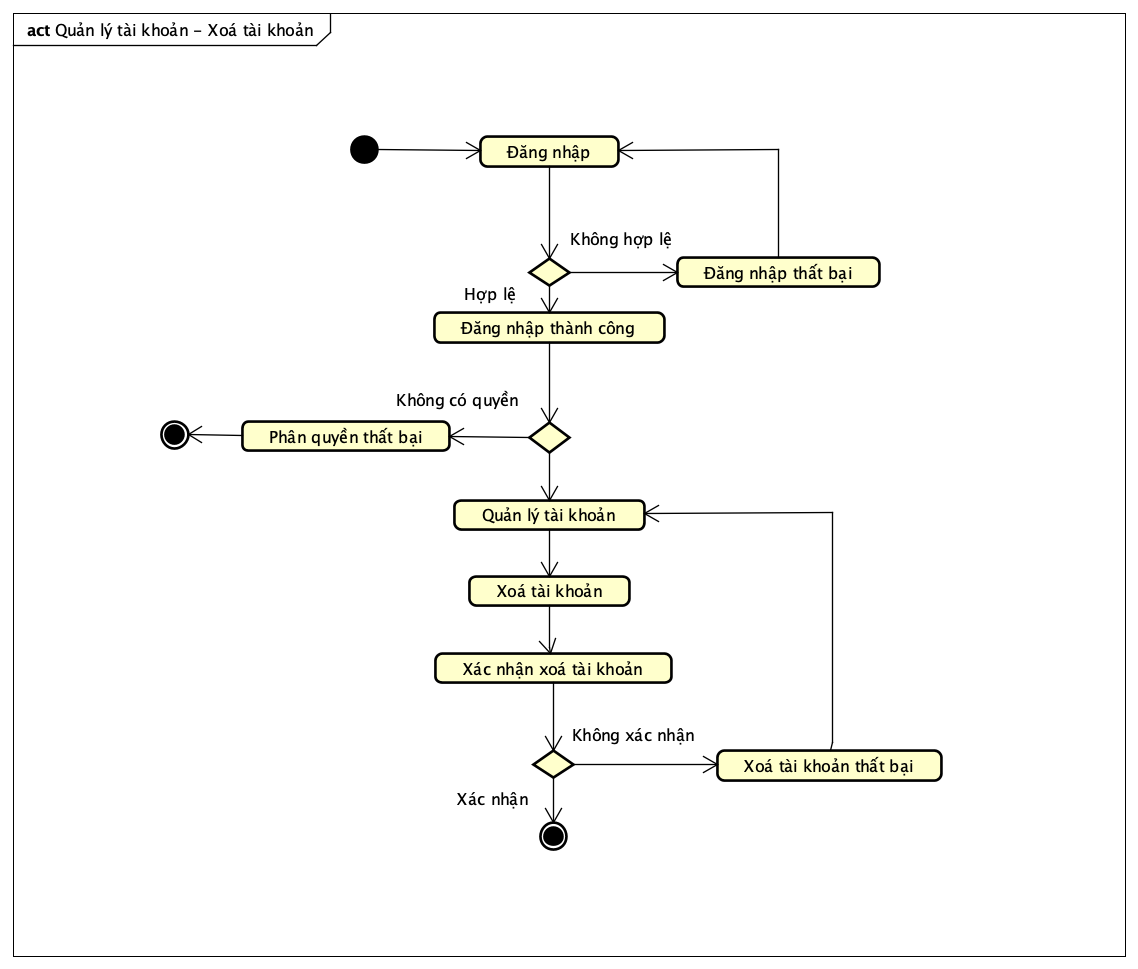 act Quản lý tài khoản – Xoá tài khoản
Đăng nhập
Không hợp lệ
Đăng nhập thất bại
Hợp lệ
Đăng nhập thành công
Không có quyền
Phân quyền thất bại
Quản lý tài khoản
Xoá tài khoản
Xác nhận xoá tài khoản
Không xác nhận
Xoá tài khoản thất bại
Xác nhận